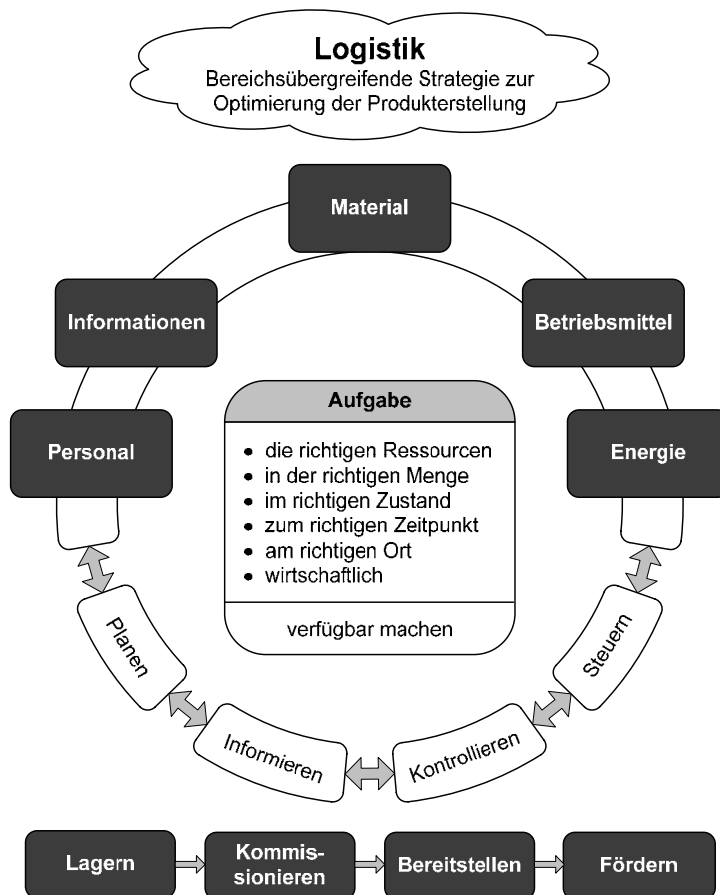 Logistik
Bereichsübergreifende Strategie zur
Optimierung der Produkterstellung
Material
Informationen
Betriebsmittel
Personal
Energie
Aufgabe
• die richtigen Ressourcen
• in der richtigen Menge
• im richtigen Zustand
• zum richtigen Zeitpunkt
• am richtigen Ort
• wirtschaftlich
verfügbar machen
Planen
Informieren
Kontrollieren
Steuern
Lagern
Kommis-
sionieren
Bereitstellen
Fördern